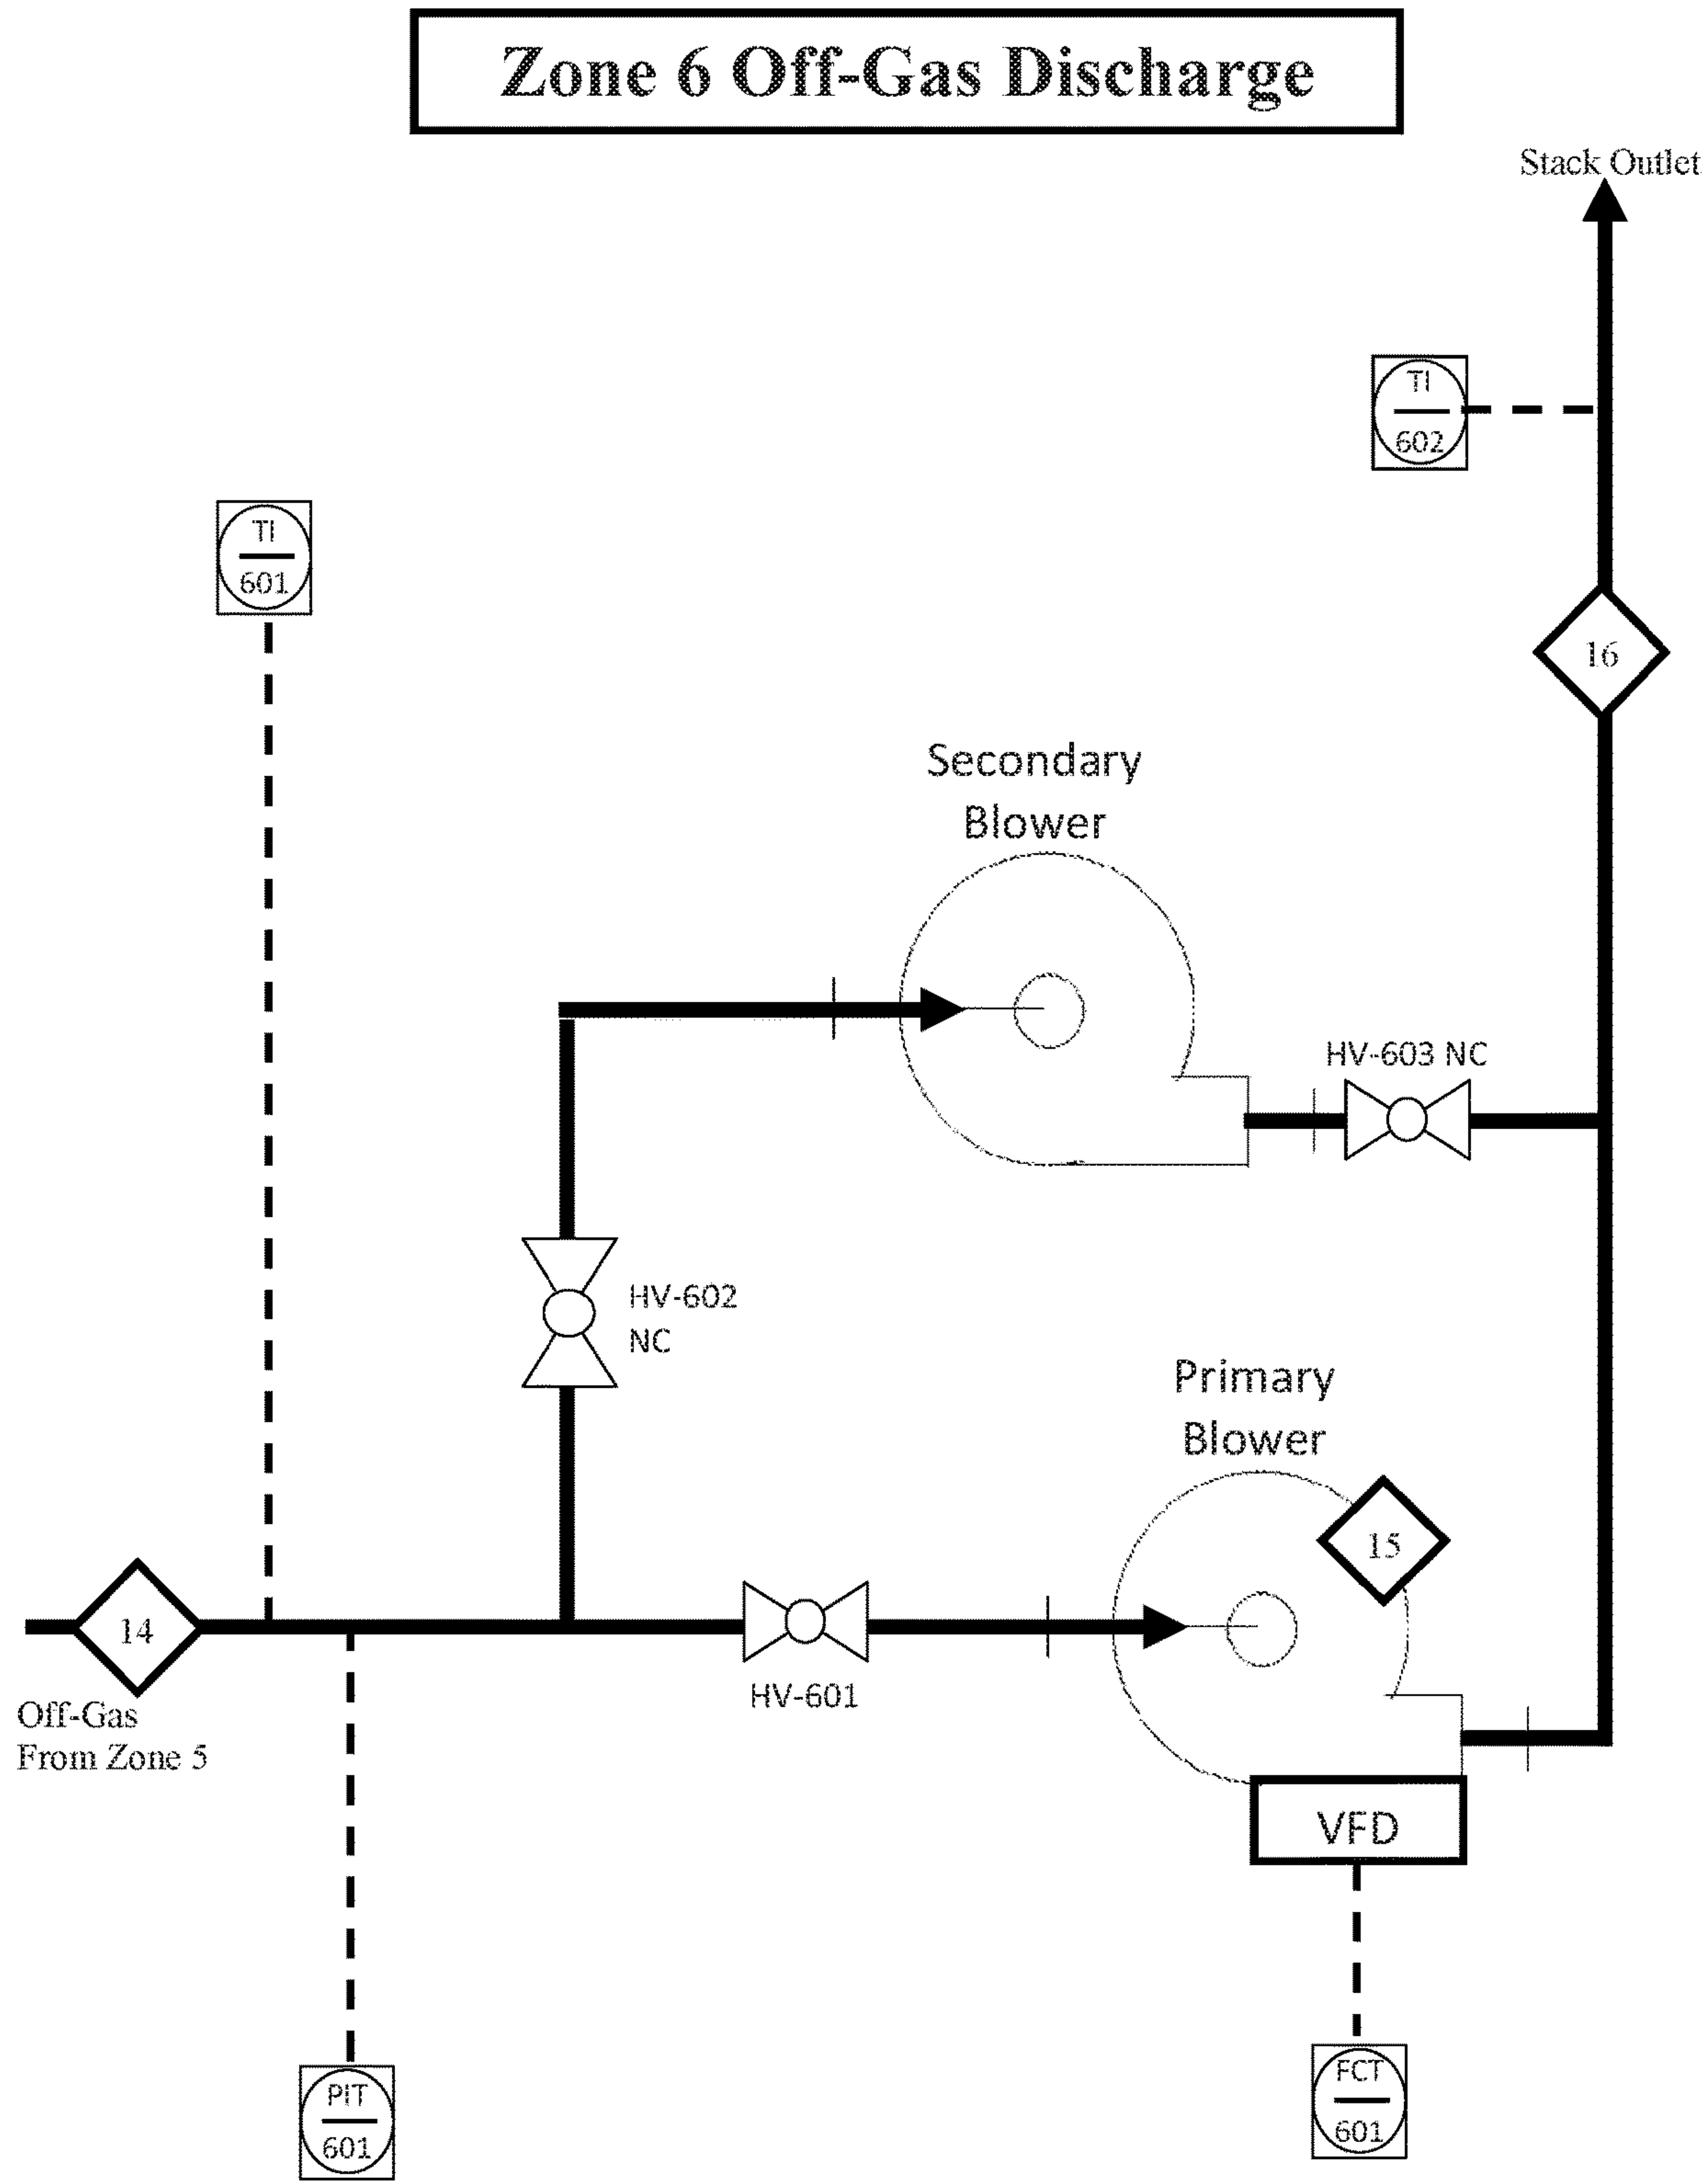 Zone 6 Off-Gas Discharge
Stack Outlet
TI
602
TI
601
16
Secondary
Blower
HV-603 NC
HV-602
NC
Primary
Blower
15
14
HV-601
Off-Gas
From Zone 5
VFD
PIT
601
FCT
601